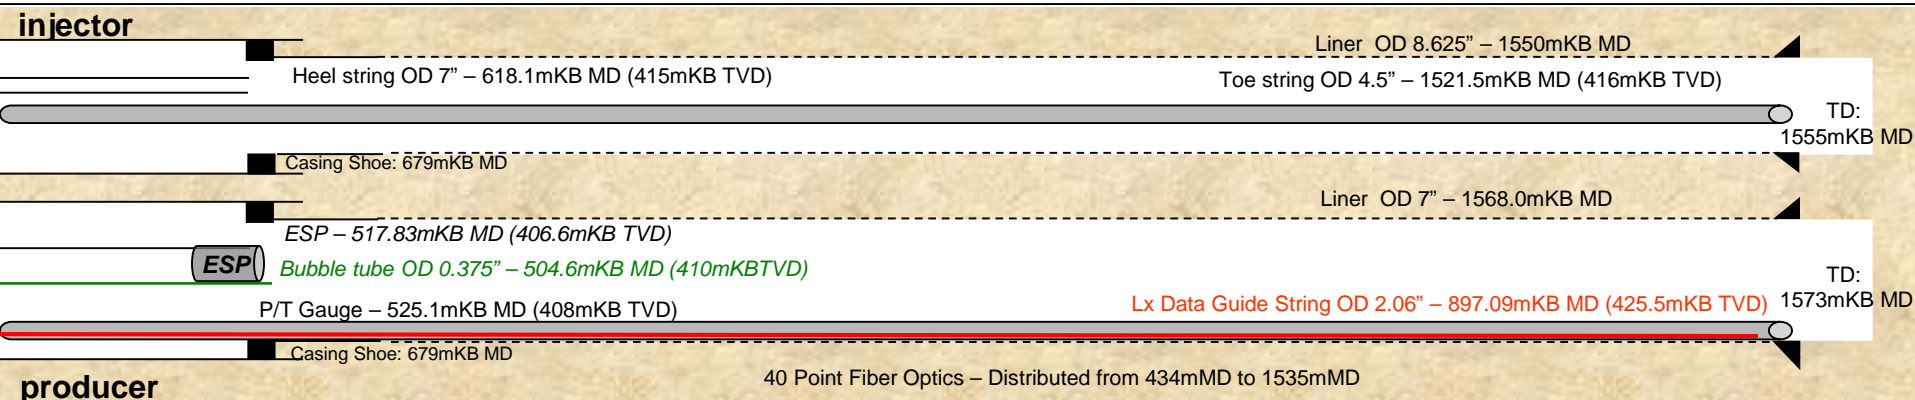 injector
Liner  OD 8.625” – 1550mKB MD
Heel string OD 7” – 618.1mKB MD (415mKB TVD)
Toe string OD 4.5” – 1521.5mKB MD (416mKB TVD)
TD:
1555mKB MD
Casing Shoe: 679mKB MD
Liner  OD 7” – 1568.0mKB MD
ESP – 517.83mKB MD (406.6mKB TVD)
ESP
Bubble tube OD 0.375” – 504.6mKB MD (410mKBTVD)
TD:
1573mKB MD
P/T Gauge – 525.1mKB MD (408mKB TVD)
Lx Data Guide String OD 2.06” – 897.09mKB MD (425.5mKB TVD)
Casing Shoe: 679mKB MD
40 Point Fiber Optics – Distributed from 434mMD to 1535mMD
producer